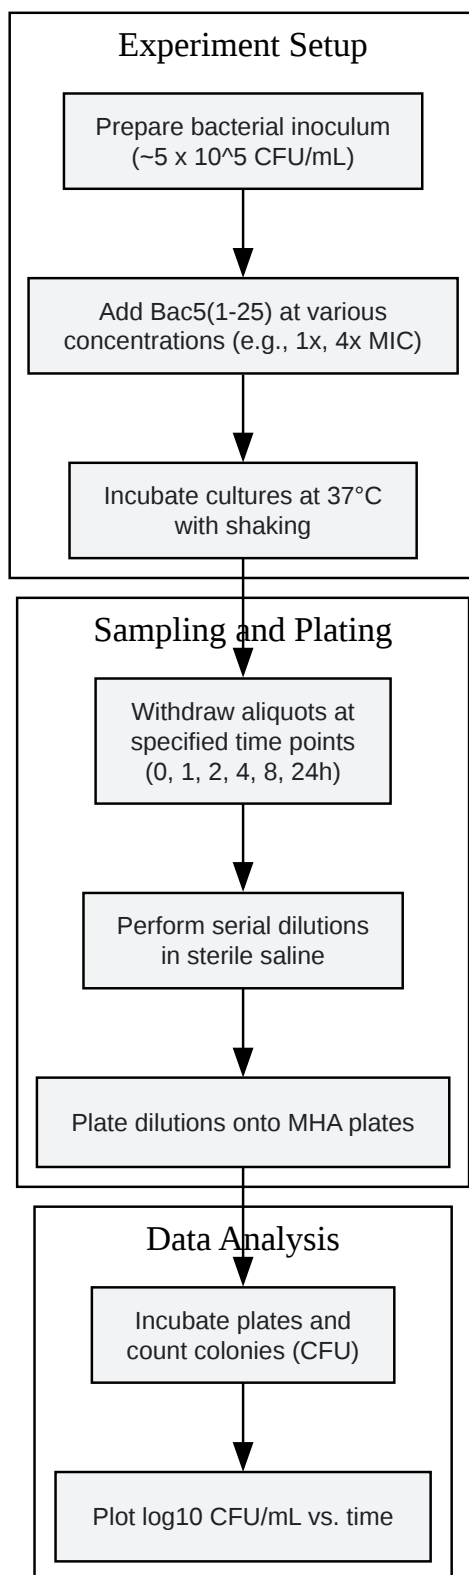 Experiment Setup
Prepare bacterial inoculum
(~5 x 10^5 CFU/mL)
Add Bac5(1-25) at various
concentrations (e.g., 1x, 4x MIC)
Incubate cultures at 37°C
with shaking
Sampling and Plating
Withdraw aliquots at
specified time points
(0, 1, 2, 4, 8, 24h)
Perform serial dilutions
in sterile saline
Plate dilutions onto MHA plates
Data Analysis
Incubate plates and
count colonies (CFU)
Plot log10 CFU/mL vs. time